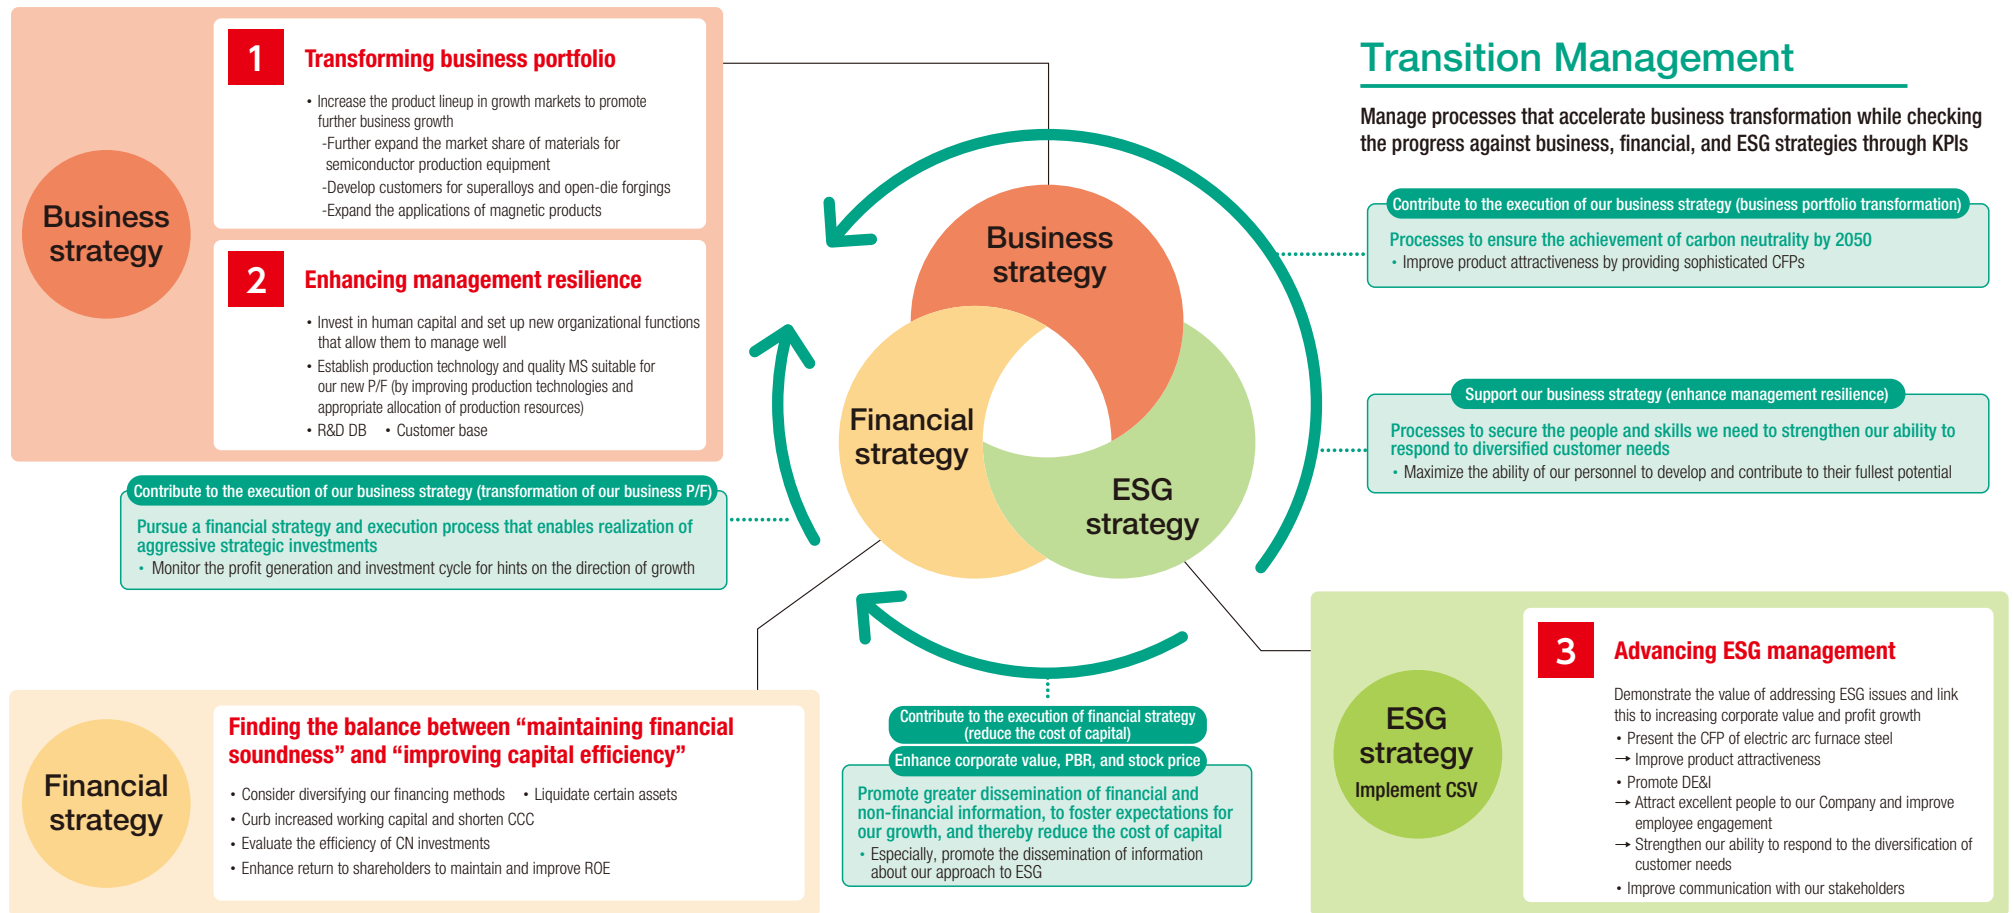 Business
strategy
1
Transforming business portfolio
• Increase the product lineup in growth markets to promote
further business growth
-Further expand the market share of materials for
semiconductor production equipment
-Develop customers for superalloys and open-die forgings
-Expand the applications of magnetic products
2
Enhancing management resilience
• Invest in human capital and set up new organizational functions
that allow them to manage well
• Establish production technology and quality MS suitable for
our new P/F (by improving production technologies and
appropriate allocation of production resources)
• R&D DB • Customer base
Contribute to the execution of our business strategy (transformation of our business P/F)
Pursue a financial strategy and execution process that enables realization of
aggressive strategic investments
• Monitor the profit generation and investment cycle for hints on the direction of growth
Financial
strategy
Finding the balance between “maintaining financial
soundness” and “improving capital efficiency”
• Consider diversifying our financing methods • Liquidate certain assets
• Curb increased working capital and shorten CCC
• Evaluate the efficiency of CN investments
• Enhance return to shareholders to maintain and improve ROE
Business
strategy
Financial
strategy
ESG
strategy
Contribute to the execution of financial strategy
(reduce the cost of capital)
Enhance corporate value, PBR, and stock price
Promote greater dissemination of financial and
non-financial information, to foster expectations for
our growth, and thereby reduce the cost of capital
• Especially, promote the dissemination of information
about our approach to ESG
Transition Management
Manage processes that accelerate business transformation while checking
the progress against business, financial, and ESG strategies through KPIs
Contribute to the execution of our business strategy (business portfolio transformation)
Processes to ensure the achievement of carbon neutrality by 2050
• Improve product attractiveness by providing sophisticated CFPs
Support our business strategy (enhance management resilience)
Processes to secure the people and skills we need to strengthen our ability to
respond to diversified customer needs
• Maximize the ability of our personnel to develop and contribute to their fullest potential
ESG
strategy
Implement CSV
3
Advancing ESG management
Demonstrate the value of addressing ESG issues and link
this to increasing corporate value and profit growth
• Present the CFP of electric arc furnace steel
→ Improve product attractiveness
• Promote DE&I
→ Attract excellent people to our Company and improve
employee engagement
→ Strengthen our ability to respond to the diversification of
customer needs
• Improve communication with our stakeholders